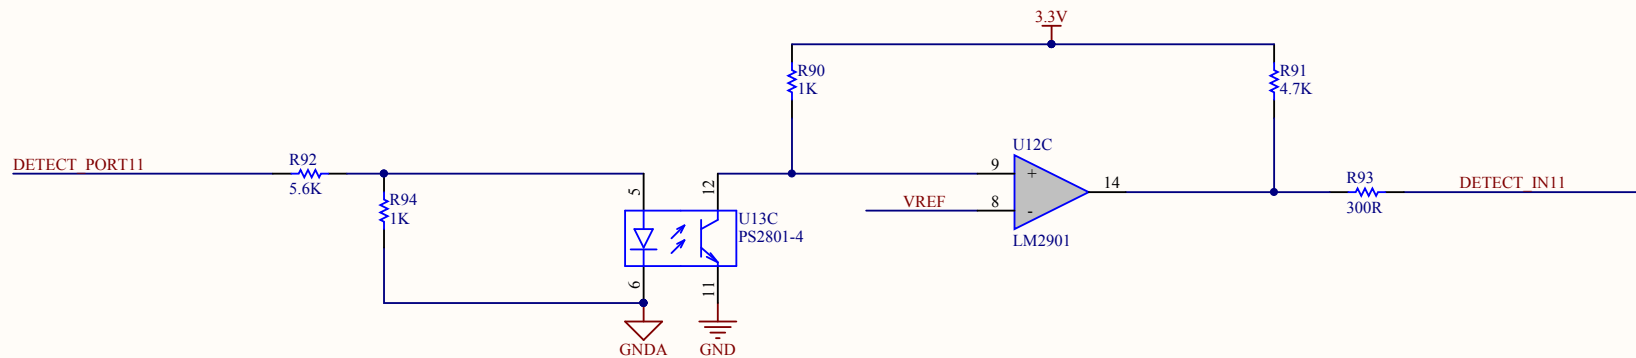 3.3V
R90
1K
R91
4.7K
U12C
DETECT_PORT11
R92
5.6K
R94
1K
5
12
9
+
14
R93
300R
DETECT_IN11
VREF
8
-
LM2901
U13C
PS2801-4
6
11
GNDA
GND